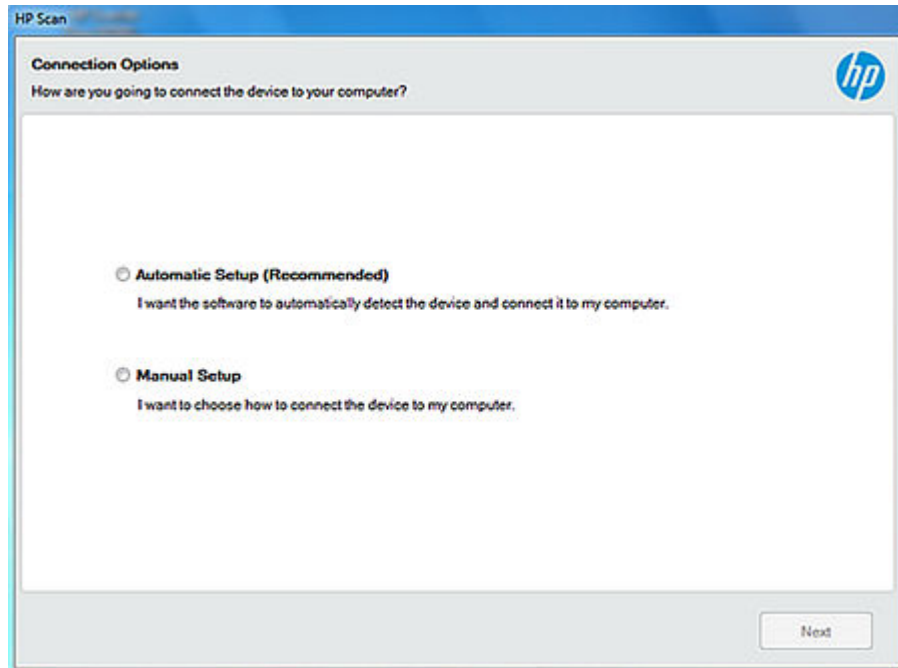 HP Scan
Connection Options
How are you going to connect the device to your computer?
hp
Automatic Setup (Recommended)
I want the software to automatically detect the device and connect it to my computer.
Manual Setup
I want to choose how to connect the device to my computer.
Next